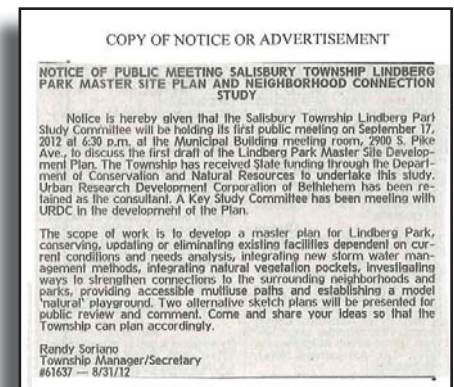 COPY OF NOTICE OR ADVERTISEMENT
NOTICE OF PUBLIC MEETING SALISBURY TOWNSHIP LINDBERG
PARK MASTER SITE PLAN AND NEIGHBORHOOD CONNECTION
STUDY
Notice is hereby given that the Salisbury Township Lindberg Park
Study Committee will be holding its first public meeting on September 17,
2012 at 6:30 p.m. at the Municipal Building meeting room, 2900 S. Pike
Ave., to discuss the first draft of the Lindberg Park Master Site Develop-
ment Plan. The Township has received State funding through the Depart-
ment of Conservation and Natural Resources to undertake this study.
Urban Research Development Corporation of Bethlehem has been re-
tained as the consultant. A Key Study Committee has been meeting with
URDC in the development of the Plan.
The scope of work is to develop a master plan for Lindberg Park,
conserving, updating or eliminating existing facilities dependent on cur-
rent conditions and needs analysis, integrating new storm water man-
agement methods, integrating natural vegetation pockets, investigating
ways to strengthen connections to the surrounding neighborhoods and
parks, providing accessible multiuse paths and establishing a model
'natural' playground. Two alternative sketch plans will be presented for
public review and comment. Come and share your ideas so that the
Township can plan accordingly.
Randy Soriano
Township Manager/Secretary
#61637 — 8/31/12